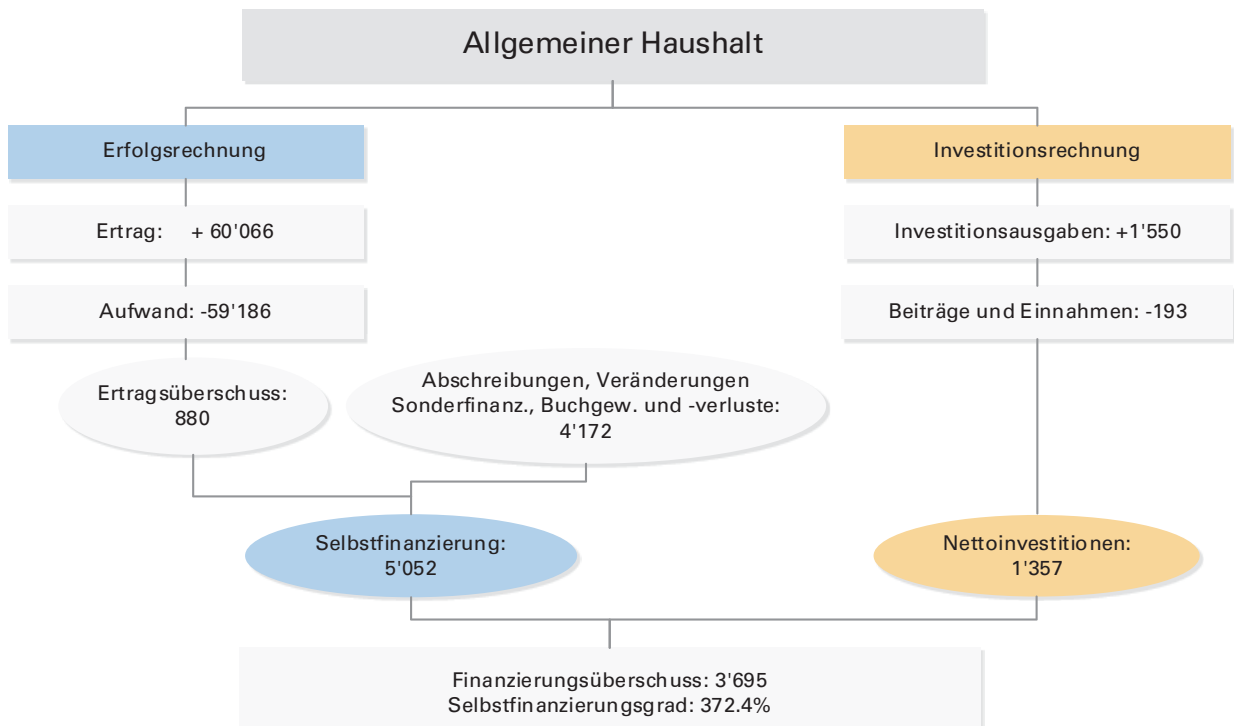 Allgemeiner Haushalt
Erfolgsrechnung
Investitionsrechnung
Ertrag: + 60'066
Investitionsausgaben: +1'550
Aufwand: -59'186
Beiträge und Einnahmen: -193
Ertragsüberschuss:
880
Abschreibungen, Veränderungen
Sonderfinanz., Buchgew. und -verluste:
4'172
Selbstfinanzierung:
5'052
Nettoinvestitionen:
1'357
Finanzierungsüberschuss: 3'695
Selbstfinanzierungsgrad: 372.4%